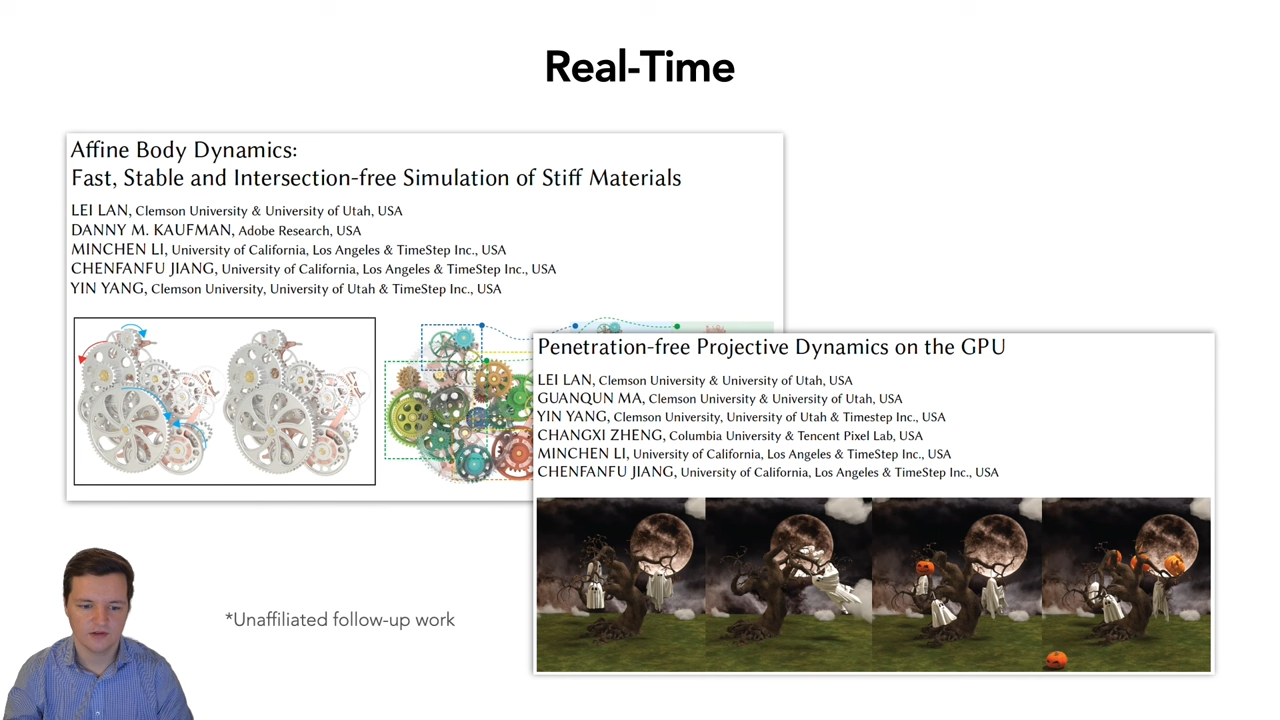 Real-Time
Affine Body Dynamics:
Fast, Stable and Intersection-free Simulation of Stiff Materials
LEI LAN, Clemson University & University of Utah, USA
DANNY M. KAUFMAN, Adobe Research, USA
MINCHEN LI, University of California, Los Angeles & TimeStep Inc., USA
CHENFANFU JIANG, University of California, Los Angeles & TimeStep Inc., USA
YIN YANG, Clemson University, University of Utah & TimeStep Inc., USA
Penetration-free Projective Dynamics on the GPU
LEI LAN, Clemson University & University of Utah, USA
GUANQUN MA, Clemson University & University of Utah, USA
YIN YANG, Clemson University, University of Utah & Timestep Inc., USA
CHANGXI ZHENG, Columbia University & Tencent Pixel Lab, USA
MINCHEN LI, University of California, Los Angeles & TimeStep Inc., USA
CHENFANFU JIANG, University of California, Los Angeles & TimeStep Inc., USA
*Unaffiliated follow-up work